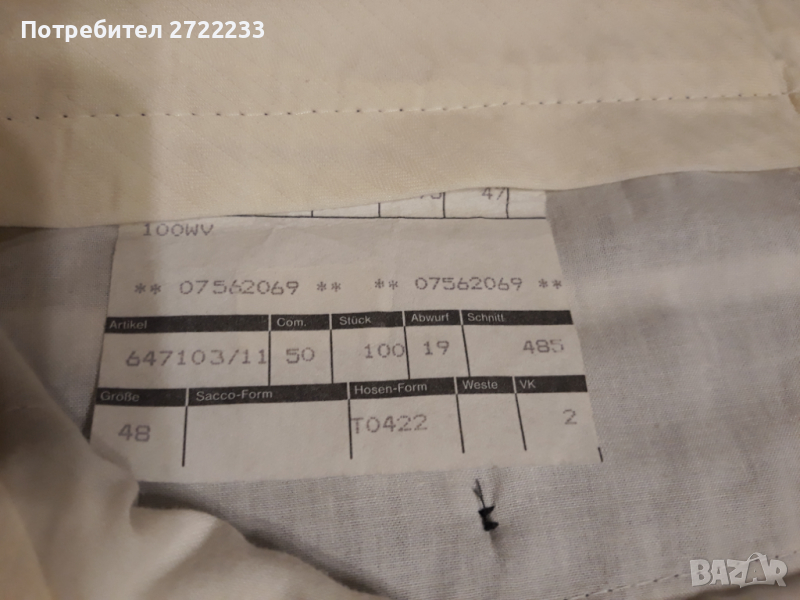 Потребител 2722233
47
100WV
** 07562069 ** ** 07562069 **
Artikel Com. Stück Abwurf Schnitt
647103/11 50 100 19 485
Größe Sacco-Form Hosen-Form Weste VK
48 T0422 2
BAZAR